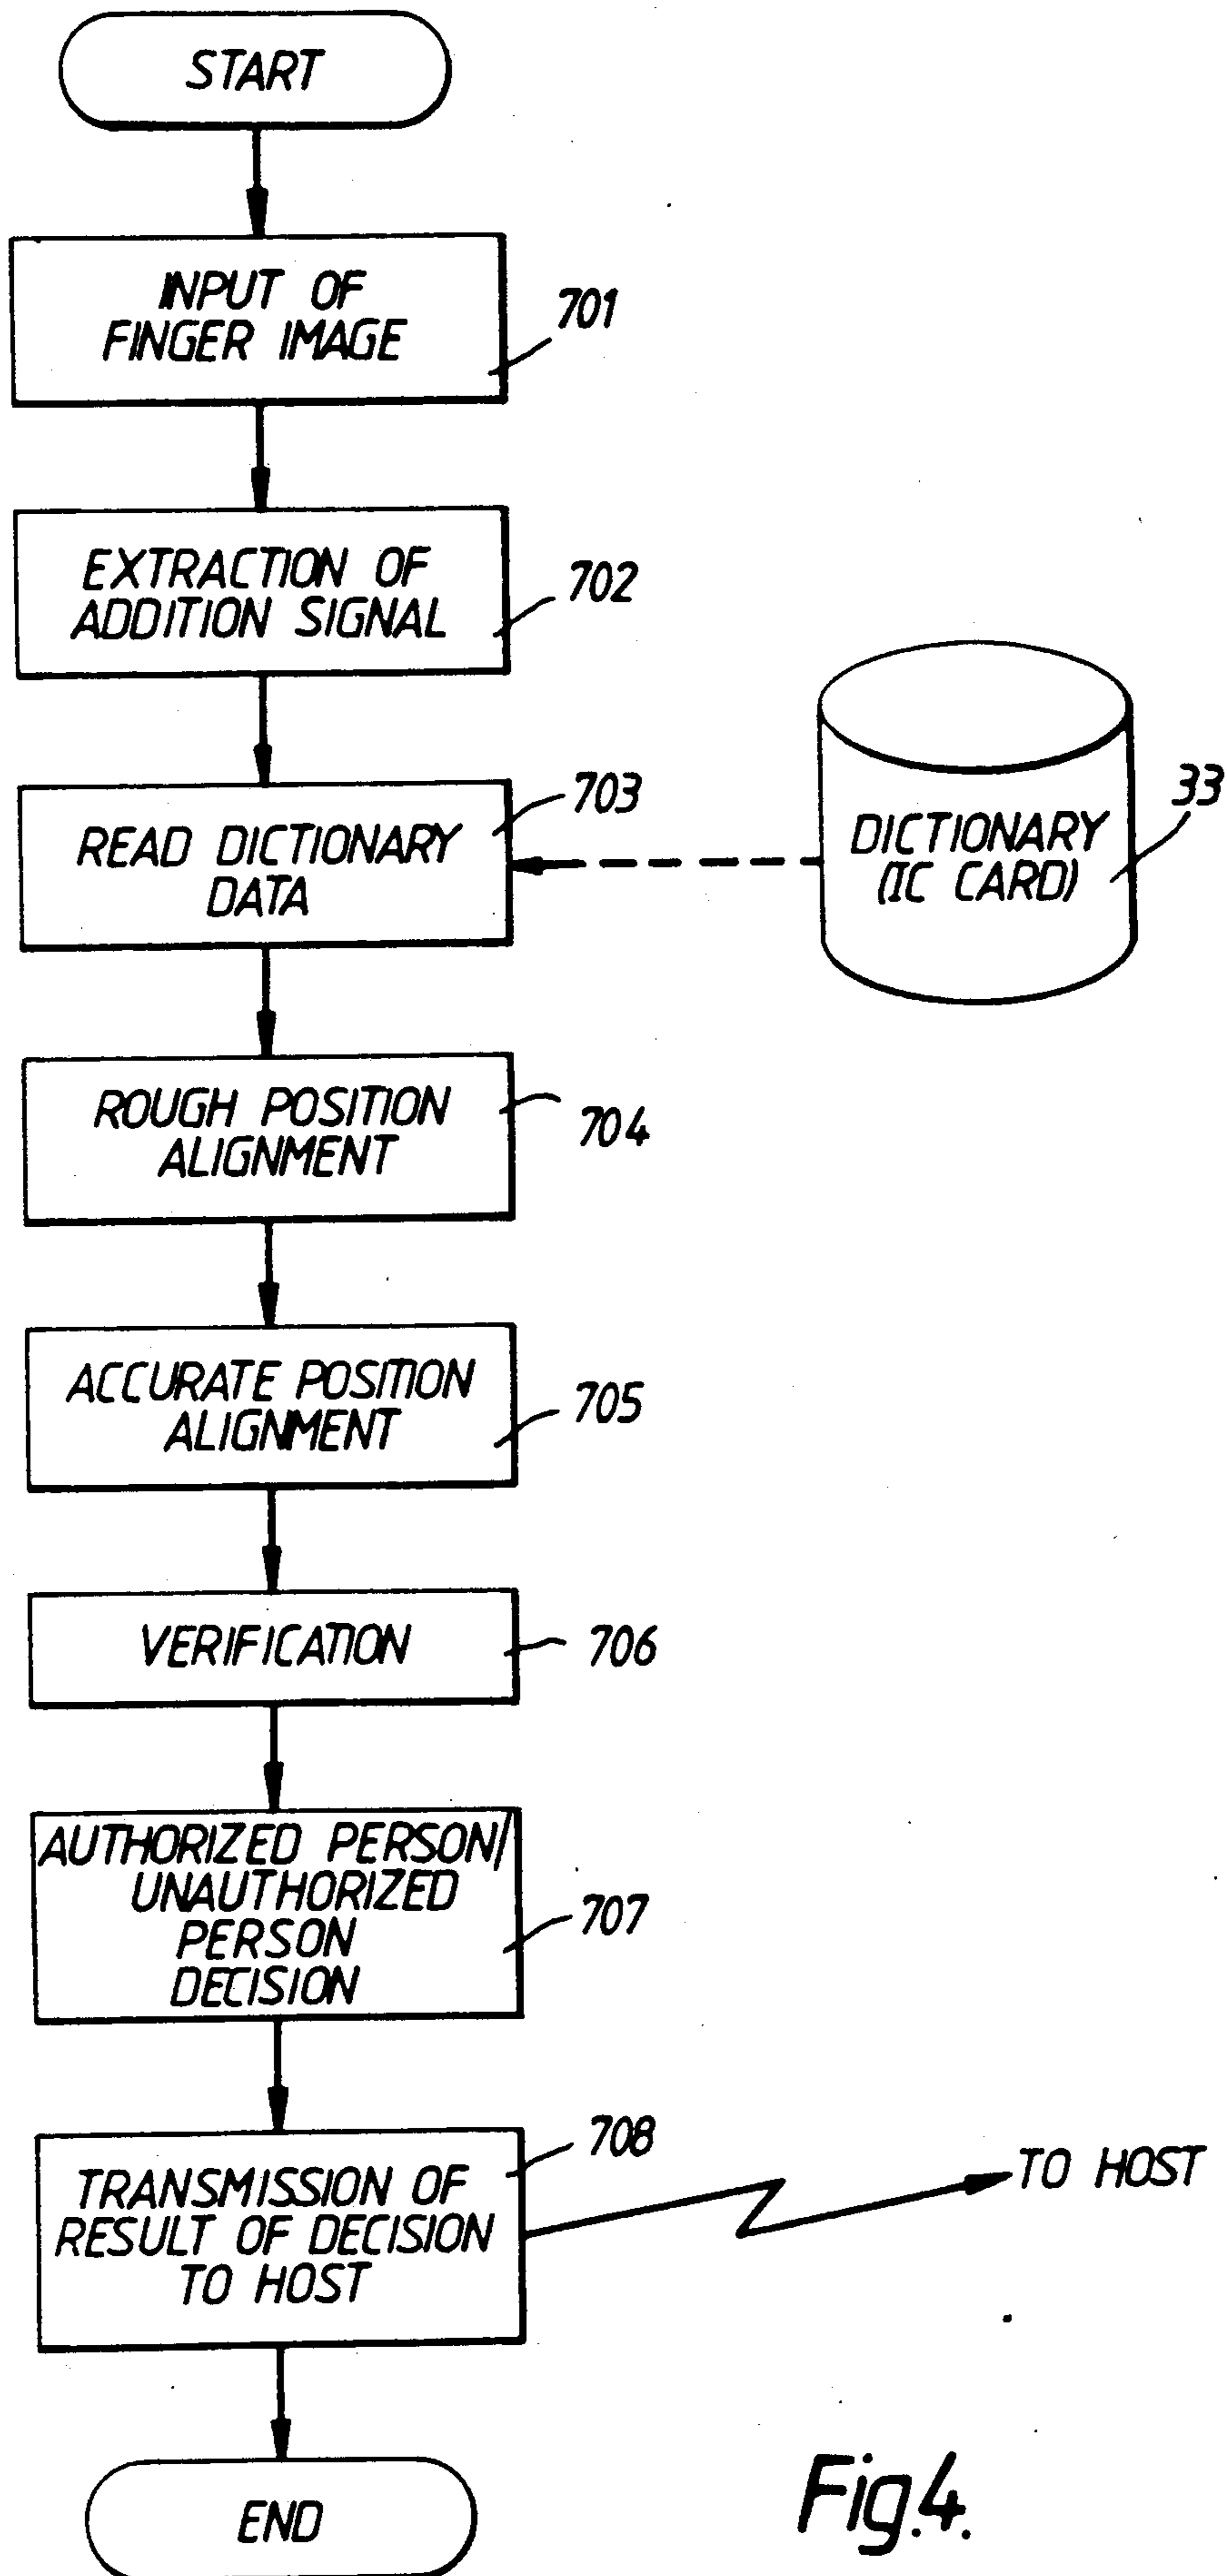 START
INPUT OF
FINGER IMAGE
701
EXTRACTION OF
ADDITION SIGNAL
702
READ DICTIONARY
DATA
703
DICTIONARY
(IC CARD)
33
ROUGH POSITION
ALIGNMENT
704
ACCURATE POSITION
ALIGNMENT
705
VERIFICATION
706
AUTHORIZED PERSON/
UNAUTHORIZED
PERSON
DECISION
707
TRANSMISSION OF
RESULT OF DECISION
TO HOST
708
TO HOST
END
Fig.4.